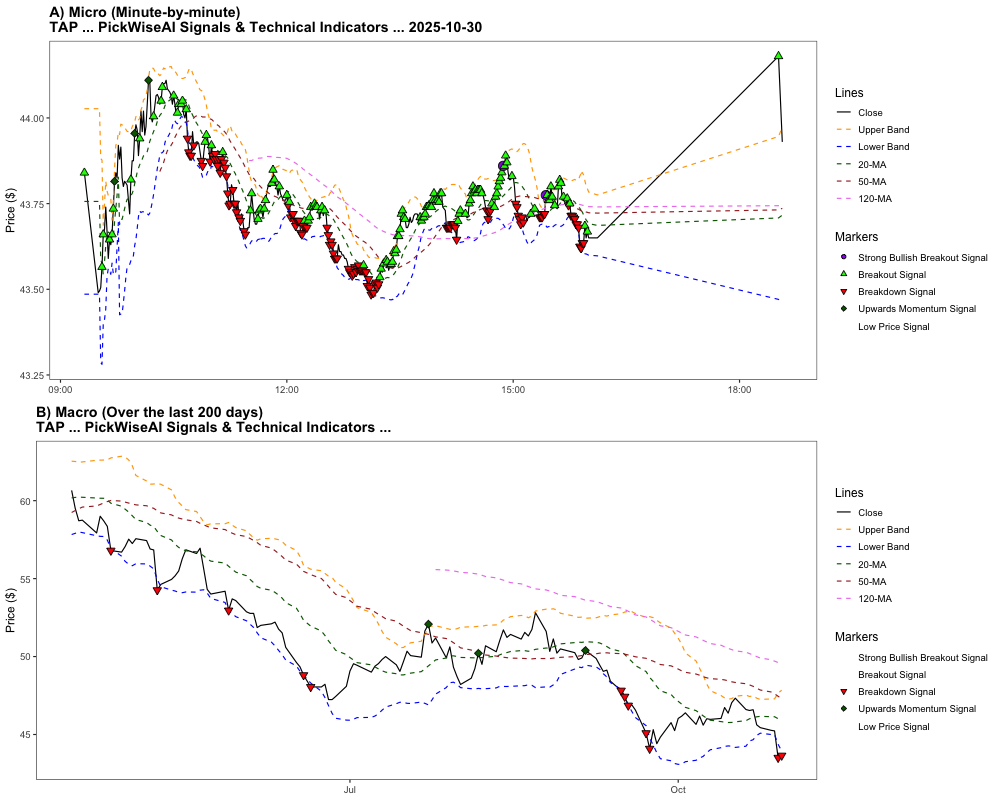 A) Micro (Minute-by-minute)
TAP ... PickWiseAI Signals & Technical Indicators ... 2025-10-30
Price ($)
44.00
43.75
43.50
43.25
09:00
12:00
15:00
18:00
Lines
Close
Upper Band
Lower Band
20-MA
50-MA
120-MA
Markers
Strong Bullish Breakout Signal
Breakout Signal
Breakdown Signal
Upwards Momentum Signal
Low Price Signal
B) Macro (Over the last 200 days)
TAP ... PickWiseAI Signals & Technical Indicators ...
Price ($)
60
55
50
45
Jul
Oct
Lines
Close
Upper Band
Lower Band
20-MA
50-MA
120-MA
Markers
Strong Bullish Breakout Signal
Breakout Signal
Breakdown Signal
Upwards Momentum Signal
Low Price Signal